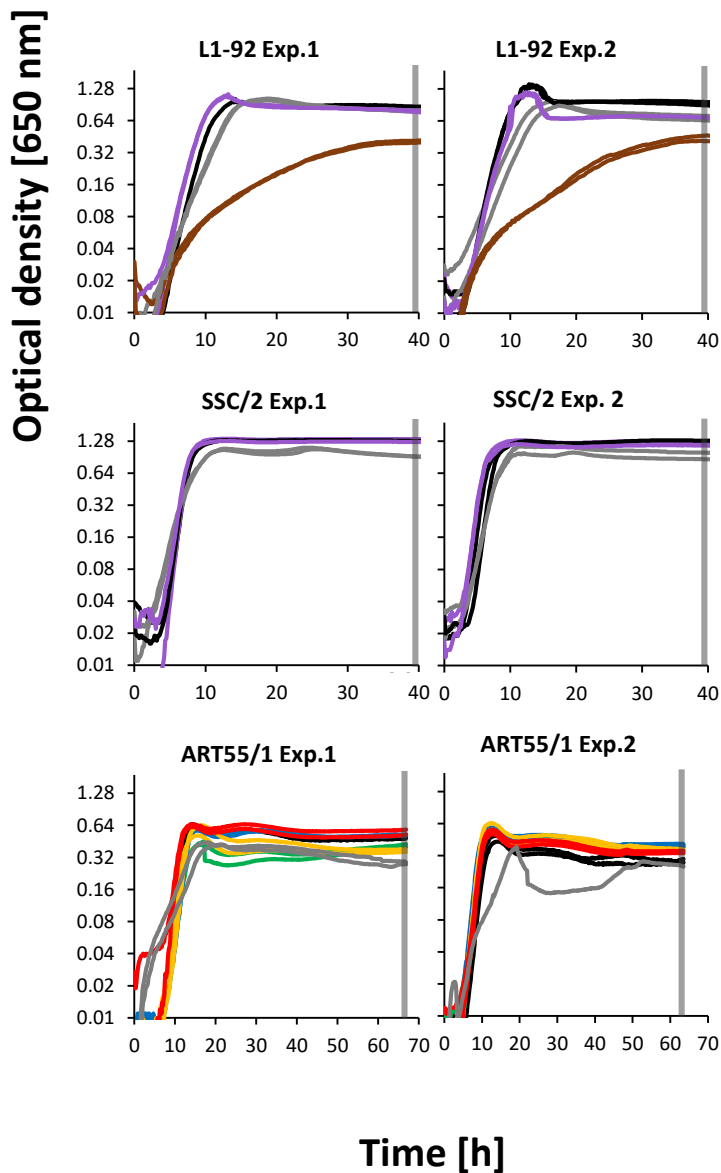 Optical density [650 nm]
L1-92 Exp.1
L1-92 Exp.2
1.28
0.64
0.32
0.16
0.08
0.04
0.02
0.01
0 10 20 30 40
0 10 20 30 40
SSC/2 Exp.1
SSC/2 Exp. 2
1.28
0.64
0.32
0.16
0.08
0.04
0.02
0.01
0 10 20 30 40
0 10 20 30 40
ART55/1 Exp.1
ART55/1 Exp.2
1.28
0.64
0.32
0.16
0.08
0.04
0.02
0.01
0 10 20 30 40 50 60 70
0 10 20 30 40 50 60 70
Time [h]